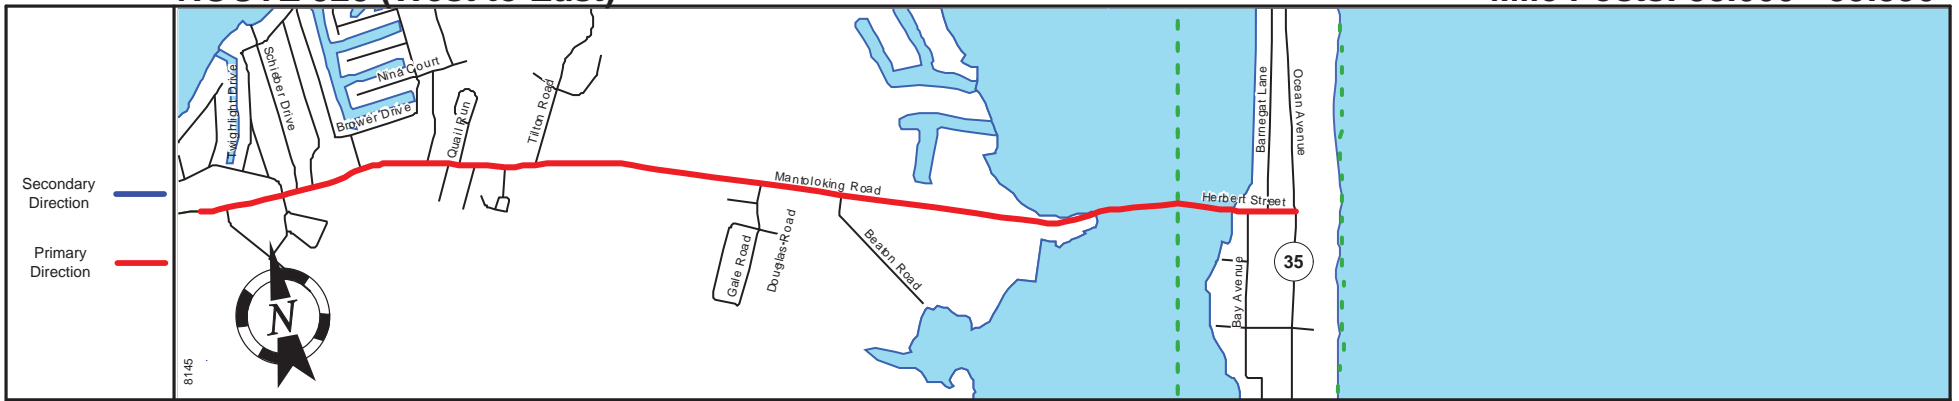 Secondary
Direction
Primary
Direction
Twighlight Drive
Schieber Drive
Nina Court
Brower Drive
Quail Run
Tilton Road
Mantoloking Road
Gale Road
Douglas Road
Beaton Road
Herbert Street
Barnegat Lane
Ocean Avenue
Bay Avenue
35
N
8145